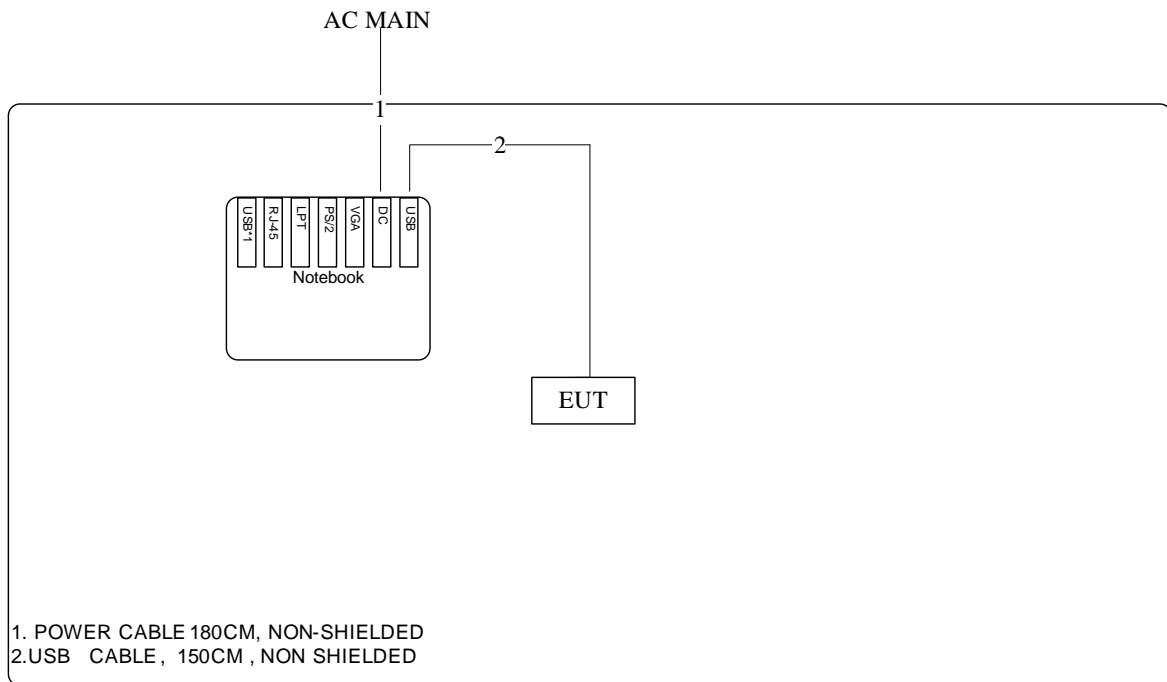 AC MAIN
1
2
USB*1
RJ-45
LPT
PS/2
VGA
DC
USB
Notebook
EUT
1. POWER CABLE 180CM, NON-SHIELDED
2.USB CABLE, 150CM, NON SHIELDED